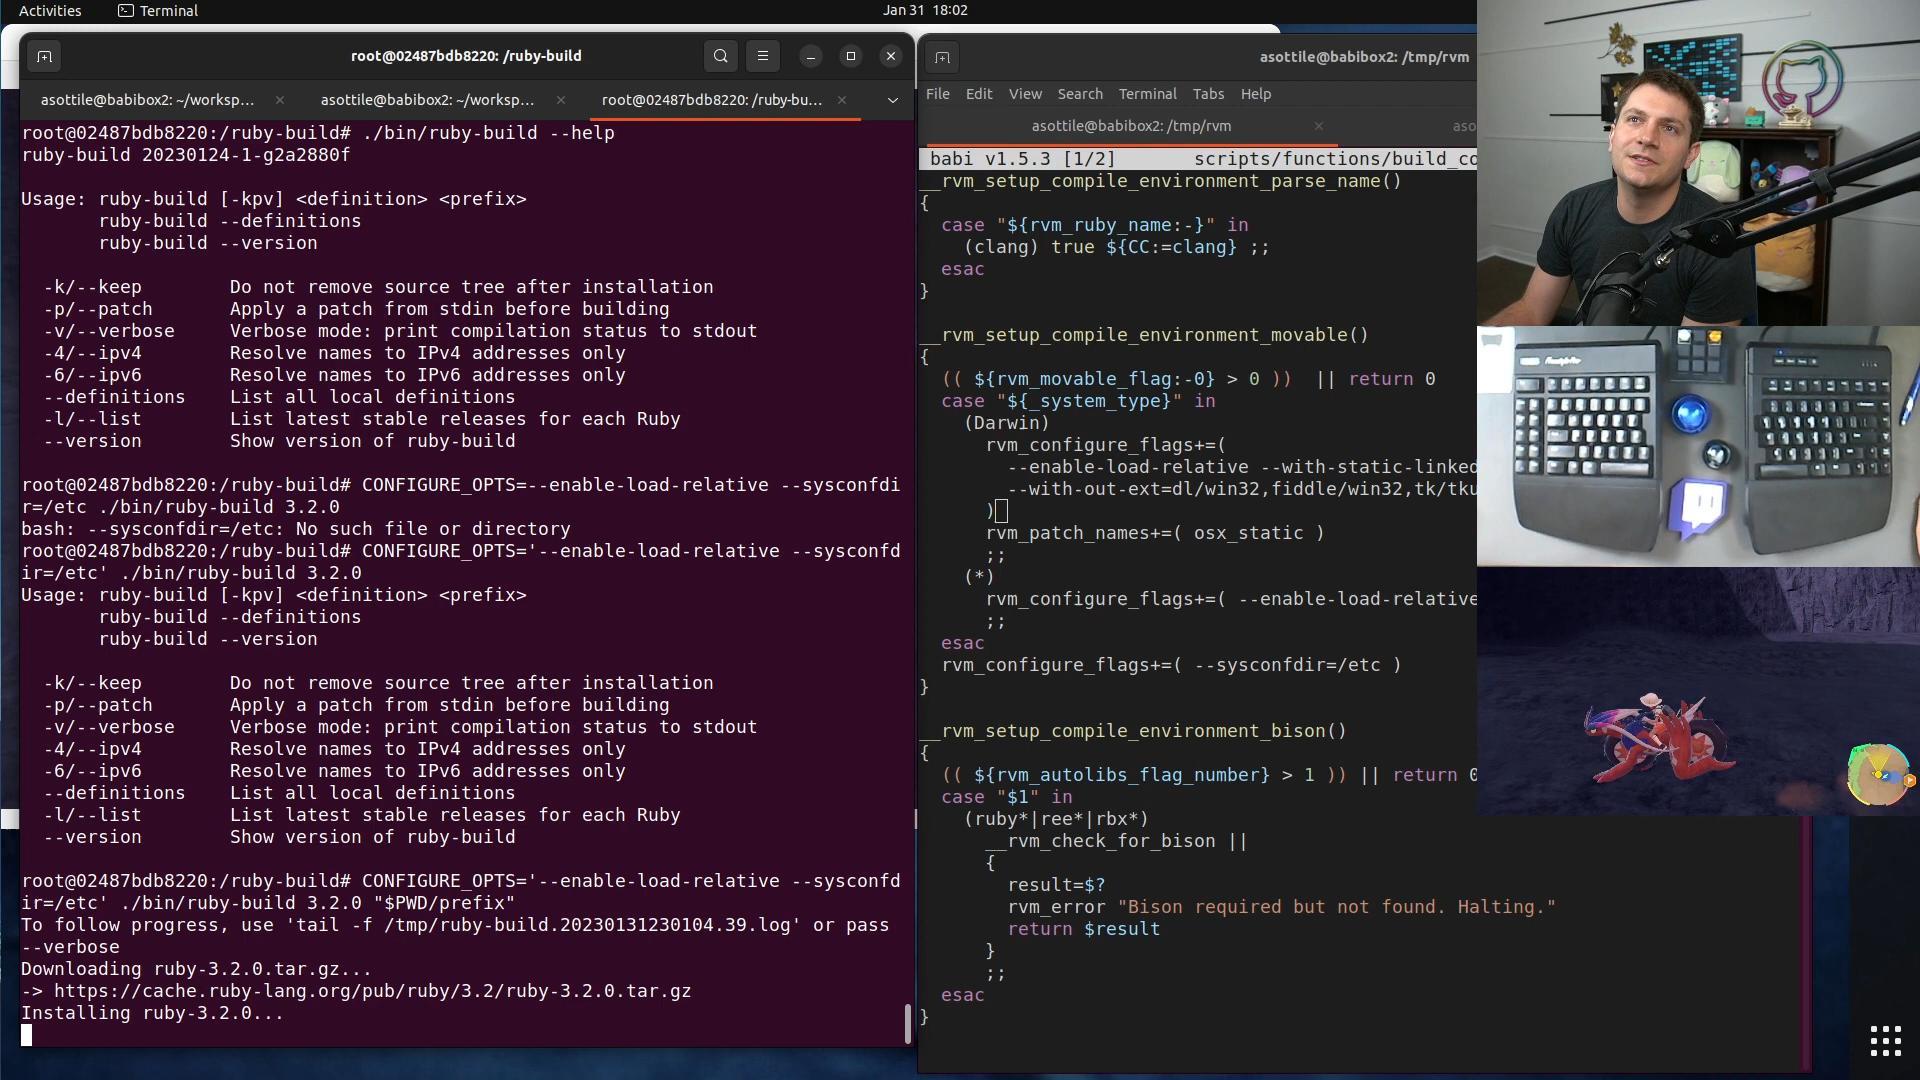 Activities
Terminal
Jan 31 18:02
root@02487bdb8220: /ruby-build
asottile@babibox2: ~/worksp...
asottile@babibox2: ~/worksp...
root@02487bdb8220: /ruby-bu...
root@02487bdb8220:/ruby-build# ./bin/ruby-build --help
ruby-build 20230124-1-g2a2880f
Usage: ruby-build [-kpv] <definition> <prefix>
ruby-build --definitions
ruby-build --version
-k/--keep Do not remove source tree after installation
-p/--patch Apply a patch from stdin before building
-v/--verbose Verbose mode: print compilation status to stdout
-4/--ipv4 Resolve names to IPv4 addresses only
-6/--ipv6 Resolve names to IPv6 addresses only
--definitions List all local definitions
-l/--list List latest stable releases for each Ruby
--version Show version of ruby-build
root@02487bdb8220:/ruby-build# CONFIGURE_OPTS=--enable-load-relative --sysconfdi
r=/etc ./bin/ruby-build 3.2.0
bash: --sysconfdir=/etc: No such file or directory
root@02487bdb8220:/ruby-build# CONFIGURE_OPTS='--enable-load-relative --sysconfd
ir=/etc' ./bin/ruby-build 3.2.0
Usage: ruby-build [-kpv] <definition> <prefix>
ruby-build --definitions
ruby-build --version
-k/--keep Do not remove source tree after installation
-p/--patch Apply a patch from stdin before building
-v/--verbose Verbose mode: print compilation status to stdout
-4/--ipv4 Resolve names to IPv4 addresses only
-6/--ipv6 Resolve names to IPv6 addresses only
--definitions List all local definitions
-l/--list List latest stable releases for each Ruby
--version Show version of ruby-build
root@02487bdb8220:/ruby-build# CONFIGURE_OPTS='--enable-load-relative --sysconfd
ir=/etc' ./bin/ruby-build 3.2.0 "$PWD/prefix"
To follow progress, use 'tail -f /tmp/ruby-build.20230131230104.39.log' or pass
--verbose
Downloading ruby-3.2.0.tar.gz...
-> https://cache.ruby-lang.org/pub/ruby/3.2/ruby-3.2.0.tar.gz
Installing ruby-3.2.0...
asottile@babibox2: /tmp/rvm
File Edit View Search Terminal Tabs Help
asottile@babibox2: /tmp/rvm
aso
babi v1.5.3 [1/2] scripts/functions/build_co
__rvm_setup_compile_environment_parse_name()
{
case "${rvm_ruby_name:-}" in
(clang) true ${CC:=clang} ;;
esac
}
__rvm_setup_compile_environment_movable()
{
(( ${rvm_movable_flag:-0} > 0 )) || return 0
case "${_system_type}" in
(Darwin)
rvm_configure_flags+=(
--enable-load-relative --with-static-linked
--with-out-ext=dl/win32,fiddle/win32,tk/tku
)
rvm_patch_names+=( osx_static )
;;
(*)
rvm_configure_flags+=( --enable-load-relative
;;
esac
rvm_configure_flags+=( --sysconfdir=/etc )
}
__rvm_setup_compile_environment_bison()
{
(( ${rvm_autolibs_flag_number} > 1 )) || return 0
case "$1" in
(ruby*|ree*|rbx*)
__rvm_check_for_bison ||
{
result=$?
rvm_error "Bison required but not found. Halting."
return $result
}
;;
esac
}